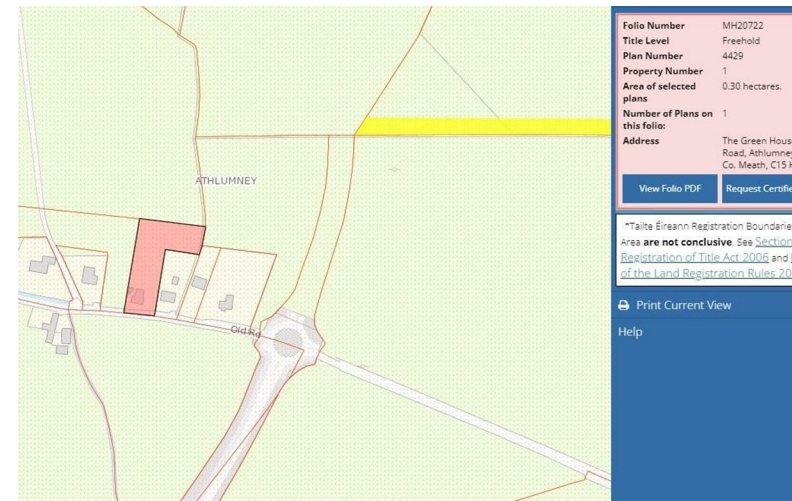 ATHLUMNEY
Old Rd
Folio Number MH20722
Title Level Freehold
Plan Number 4429
Property Number 1
Area of selected 0.30 hectares.
plans
Number of Plans on 1
this folio:
Address The Green Hous
Road, Athlumney
Co. Meath, C15
View Folio PDF Request Certifie
*Tailte Éireann Registration Boundarie
Area are not conclusive. See Section
Registration of Title Act 2006 and
of the Land Registration Rules 20
Print Current View
Help